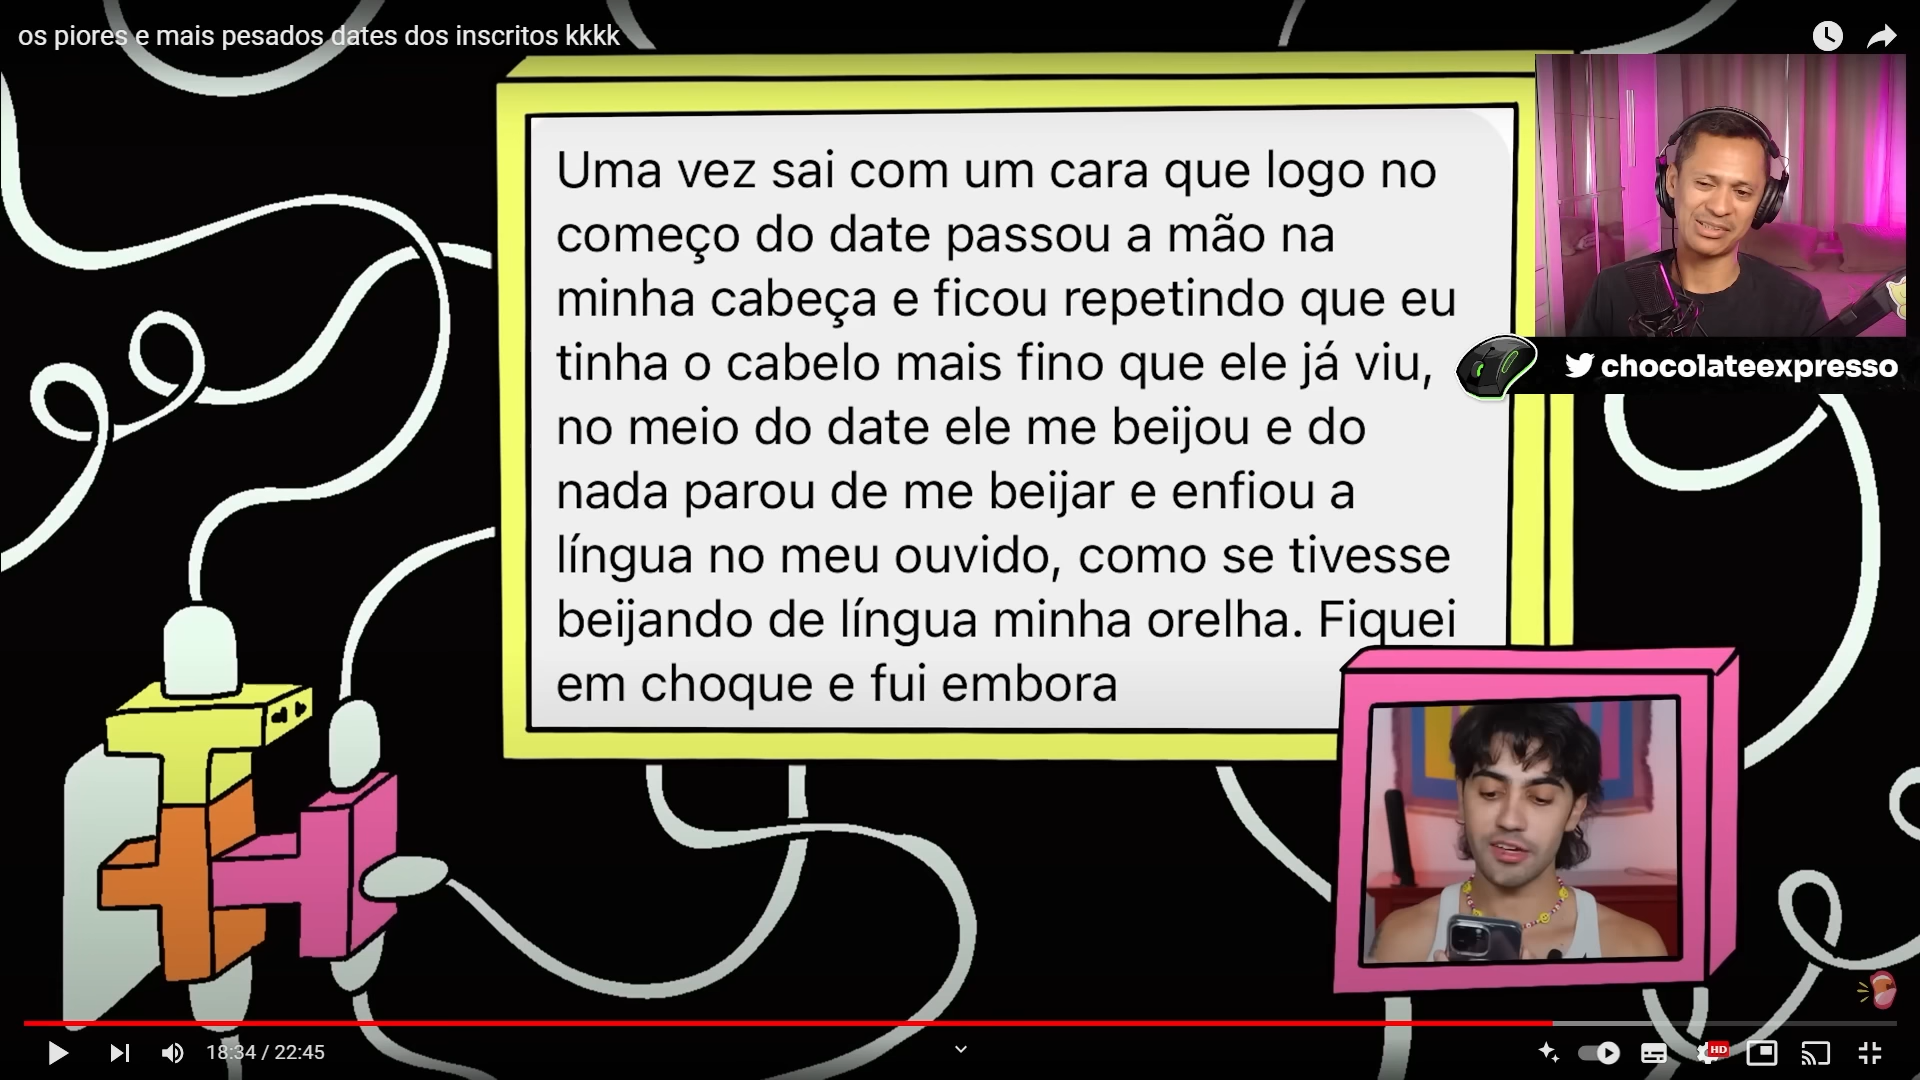 os piores e mais pesados dates dos inscritos kkkk
Uma vez sai com um cara que logo no
começo do date passou a mão na
minha cabeça e ficou repetindo que eu
tinha o cabelo mais fino que ele já viu,
no meio do date ele me beijou e do
nada parou de me beijar e enfiou a
língua no meu ouvido, como se tivesse
beijando de língua minha orelha. Fiquei
em choque e fui embora
chocolateexpresso
18:34 / 22:45
HD